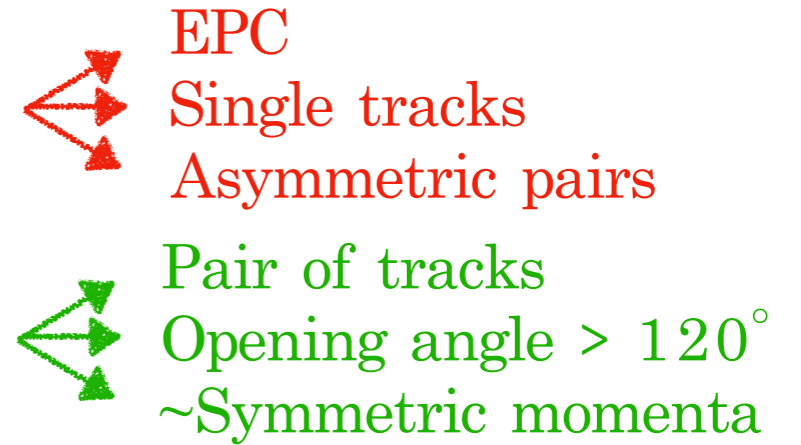 EPC
Single tracks
Asymmetric pairs
Pair of tracks
Opening angle > 120°
~Symmetric momenta